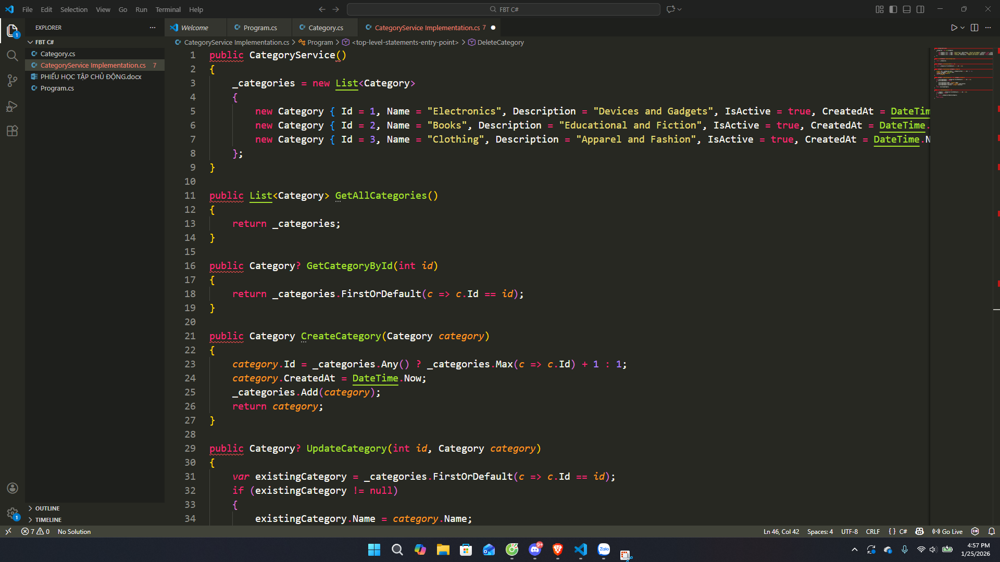 File Edit Selection View Go Run Terminal Help
FBT C#
EXPLORER
Welcome
Program.cs
Category.cs
CategoryService Implementation.cs 7
FBT C#
Category.cs
CategoryService Implementation.cs 7
PHIẾU HỌC TẬP CHỦ ĐỘNG.docx
Program.cs
CategoryService Implementation.cs > Program > <top-level-statements-entry-point> > DeleteCategory
1 public CategoryService()
2 {
3 _categories = new List<Category>
4 {
5 new Category { Id = 1, Name = "Electronics", Description = "Devices and Gadgets", IsActive = true, CreatedAt = DateTim
6 new Category { Id = 2, Name = "Books", Description = "Educational and Fiction", IsActive = true, CreatedAt = DateTime.
7 new Category { Id = 3, Name = "Clothing", Description = "Apparel and Fashion", IsActive = true, CreatedAt = DateTime.N
8 };
9 }
10
11 public List<Category> GetAllCategories()
12 {
13 return _categories;
14 }
15
16 public Category? GetCategoryById(int id)
17 {
18 return _categories.FirstOrDefault(c => c.Id == id);
19 }
20
21 public Category CreateCategory(Category category)
22 {
23 category.Id = _categories.Any() ? _categories.Max(c => c.Id) + 1 : 1;
24 category.CreatedAt = DateTime.Now;
25 _categories.Add(category);
26 return category;
27 }
28
29 public Category? UpdateCategory(int id, Category category)
30 {
31 var existingCategory = _categories.FirstOrDefault(c => c.Id == id);
32 if (existingCategory != null)
33 {
34 existingCategory.Name = category.Name;
OUTLINE
TIMELINE
7 0 No Solution
Ln 46, Col 42 Spaces: 4 UTF-8 CRLF { } C# Go Live
4:57 PM
1/25/2026
1
1
9+
Zalo